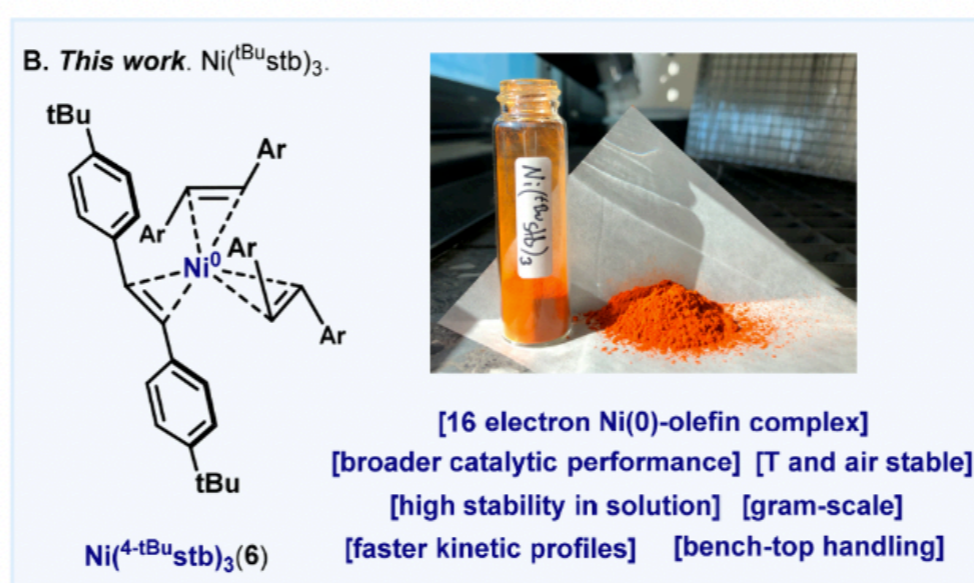 B. This work. Ni(tBustb)3.
tBu
Ar
Ar
Ar
Ni0
Ar
tBu
Ni(4-tBustb)3(6)
Ni(tBustb)3
[16 electron Ni(0)-olefin complex]
[broader catalytic performance] [T and air stable]
[high stability in solution] [gram-scale]
[faster kinetic profiles] [bench-top handling]